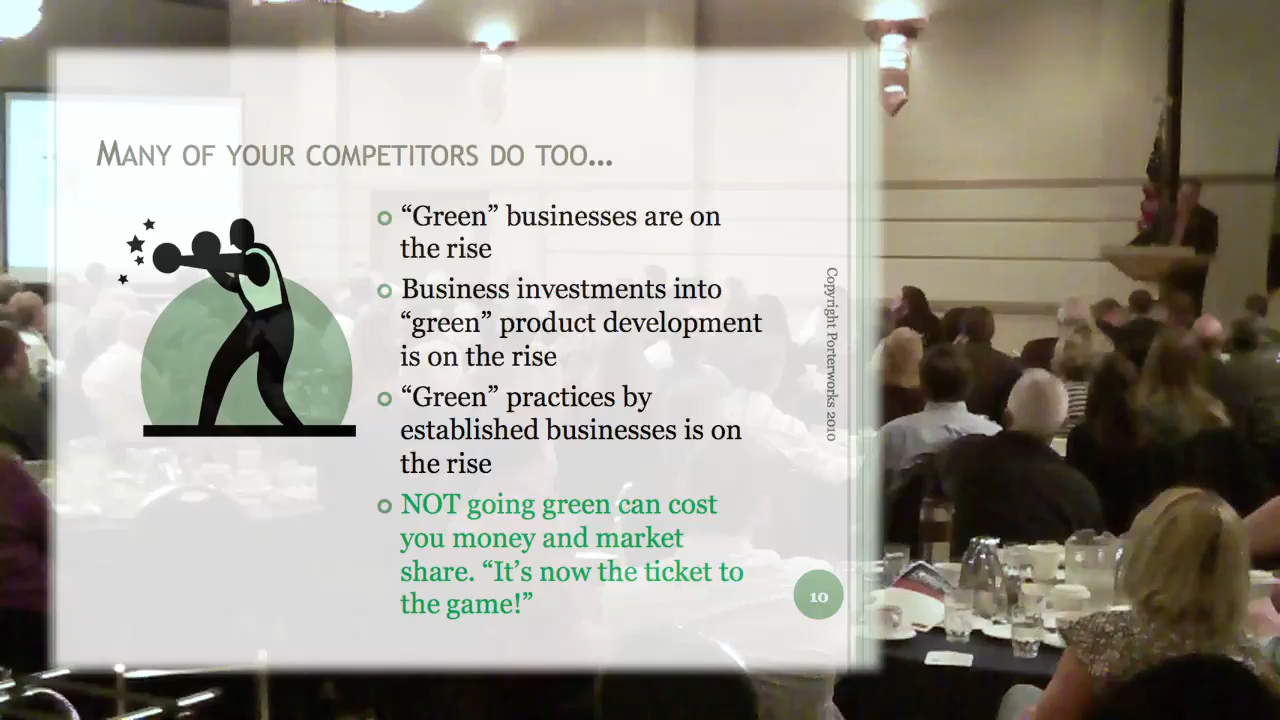 MANY OF YOUR COMPETITORS DO TOO...
“Green” businesses are on
the rise
Business investments into
“green” product development
is on the rise
“Green” practices by
established businesses is on
the rise
NOT going green can cost
you money and market
share. “It’s now the ticket to
the game!”
Copyright Porterworks 2010
10